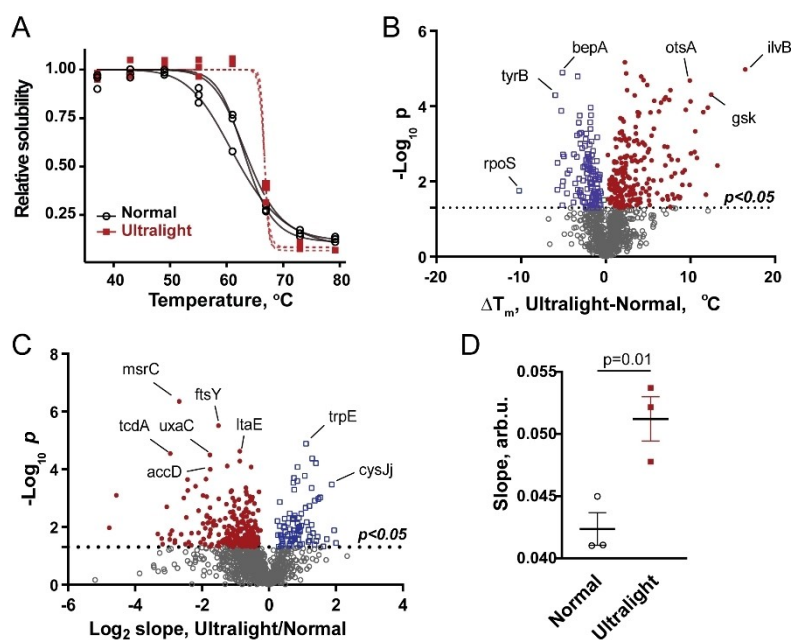 A
Relative solubility
1.00
0.75
0.50
0.25
Normal
Ultralight
40 50 60 70 80
Temperature, °C
B
-Log10 p
6
4
2
0
bepA
otsA
ilvB
tyrB
gsk
rpoS
p<0.05
-20 -10 0 10 20
ΔTm, Ultralight-Normal, °C
C
-Log10 p
8
6
4
2
0
msrC
ftsY
tcdA uxaC ltaE
accD
trpE
cysJj
p<0.05
-6 -4 -2 0 2 4
Log2 slope, Ultralight/Normal
D
Slope, arb.u.
p=0.01
0.055
0.050
0.045
0.040
Normal
Ultralight